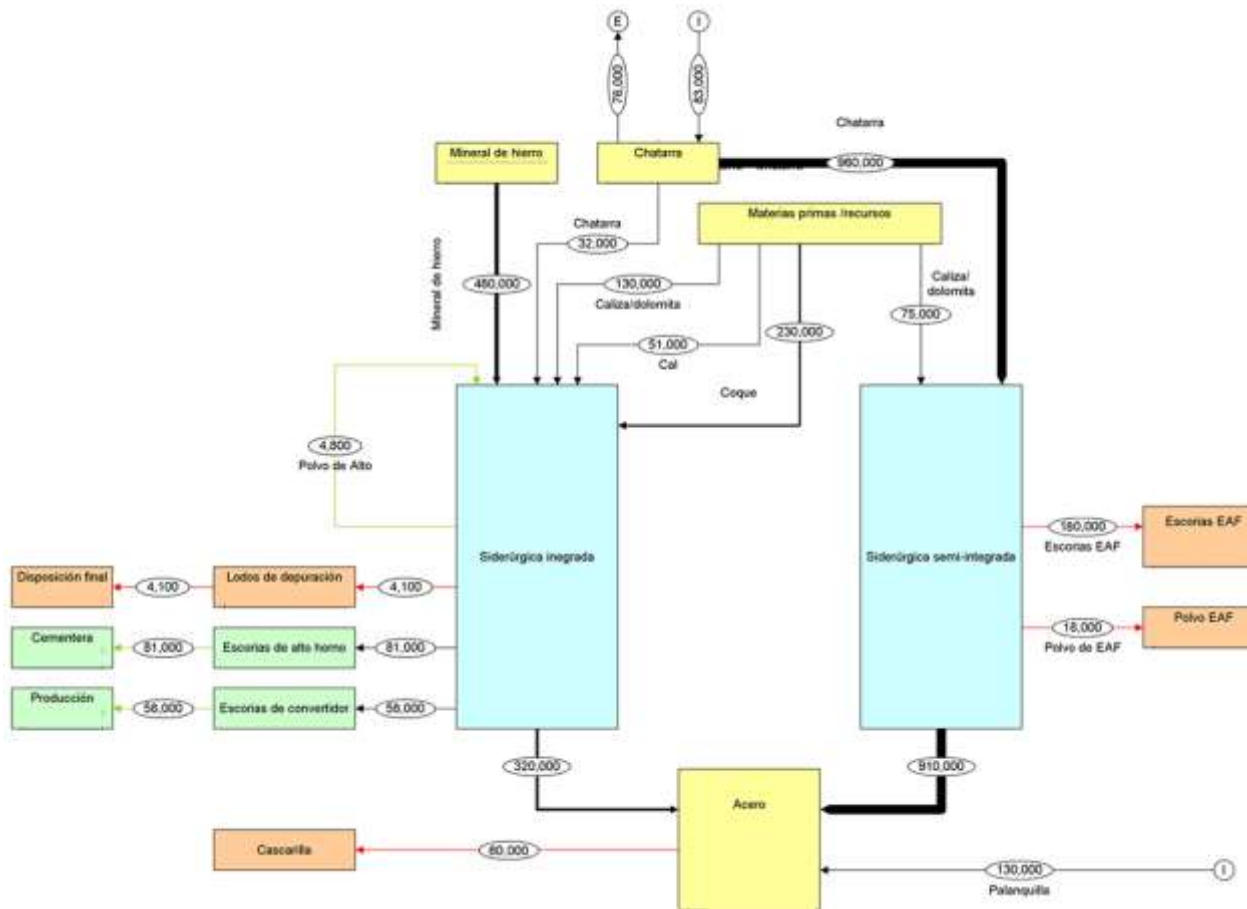 E
I
76,000
83,000
Chatarra
Mineral de hierro
Chatarra
960,000
Materias primas /recursos
Chatarra
32,000
Mineral de hierro
480,000
130,000
Caliza/dolomita
Caliza/
dolomita
75,000
51,000
Cal
230,000
Coque
4,800
Polvo de Alto
Siderúrgica inegrada
Siderúrgica semi-integrada
180,000
Escorias EAF
Escorias EAF
Disposición final
4,100
Lodos de depuración
4,100
18,000
Polvo de EAF
Polvo EAF
Cementera
81,000
Escorias de alto horno
81,000
Producción
58,000
Escorias de convertidor
58,000
320,000
910,000
Acero
Cascarilla
60,000
130,000
Palanquilla
I